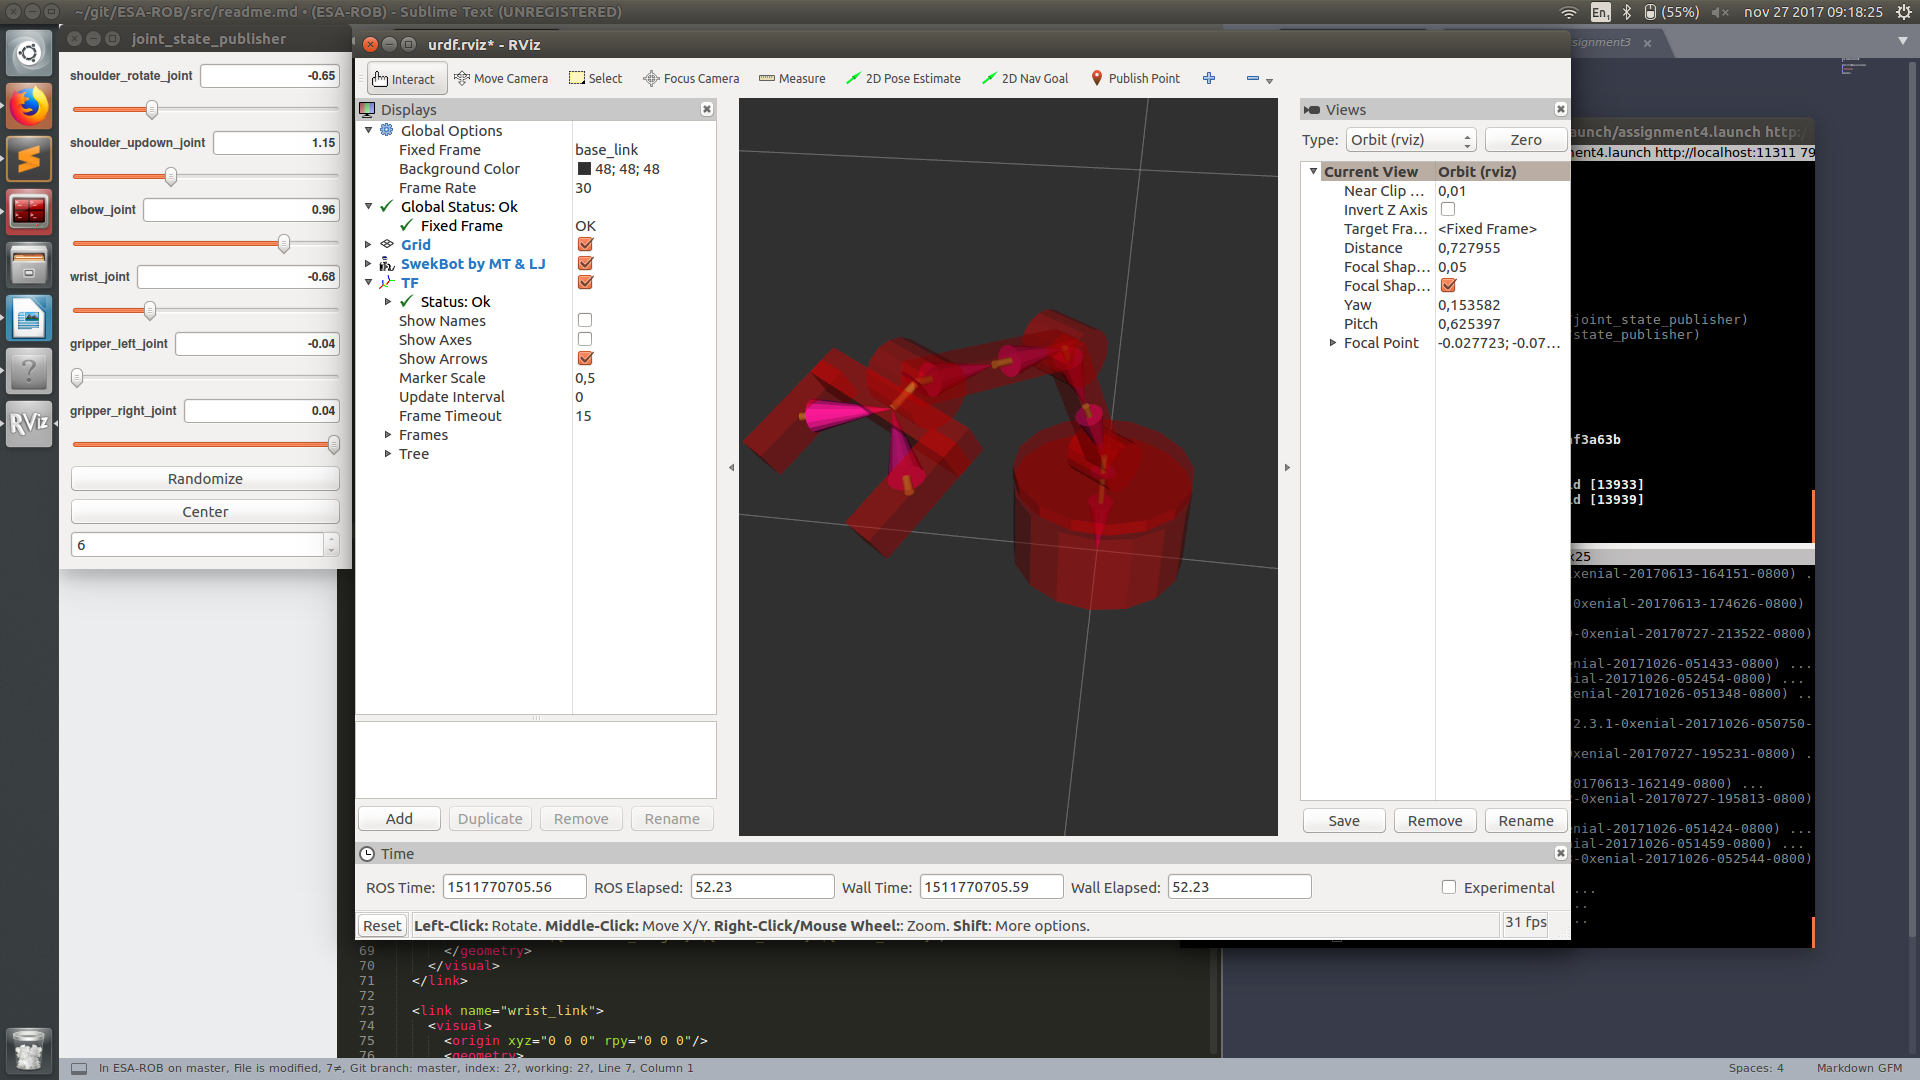 ~/git/ESA-ROB/src/readme.md • (ESA-ROB) - Sublime Text (UNREGISTERED)
En1
(55%)
nov 27 2017 09:18:25
joint_state_publisher
shoulder_rotate_joint
-0.65
shoulder_updown_joint
1.15
elbow_joint
0.96
wrist_joint
-0.68
gripper_left_joint
-0.04
gripper_right_joint
0.04
Randomize
Center
6
RViz
urdf.rviz* - RViz
Interact
Move Camera
Select
Focus Camera
Measure
2D Pose Estimate
2D Nav Goal
Publish Point
Displays
Global Options
Fixed Frame base_link
Background Color 48; 48; 48
Frame Rate 30
Global Status: Ok
Fixed Frame OK
Grid
SwekBot by MT & LJ
TF
Status: Ok
Show Names
Show Axes
Show Arrows
Marker Scale 0,5
Update Interval 0
Frame Timeout 15
Frames
Tree
Add
Duplicate
Remove
Rename
Views
Type: Orbit (rviz) Zero
Current View Orbit (rviz)
Near Clip ... 0,01
Invert Z Axis
Target Fra... <Fixed Frame>
Distance 0,727955
Focal Shap... 0,05
Focal Shap...
Yaw 0,153582
Pitch 0,625397
Focal Point -0.027723; -0.07...
Save
Remove
Rename
Time
ROS Time: 1511770705.56 ROS Elapsed: 52.23 Wall Time: 1511770705.59 Wall Elapsed: 52.23 Experimental
Reset
Left-Click: Rotate. Middle-Click: Move X/Y. Right-Click/Mouse Wheel:: Zoom. Shift: More options.
31 fps
ssignment3
aunch/assignment4.launch http:/
ment4.launch http://localhost:11311 79
joint_state_publisher)
state_publisher)
f3a63b
d [13933]
d [13939]
x25
xenial-20170613-164151-0800) .
0xenial-20170613-174626-0800)
-0xenial-20170727-213522-0800)
enial-20171026-051433-0800) ...
ial-20171026-052454-0800) ...
enial-20171026-051348-0800) ..
2.3.1-0xenial-20171026-050750-
xenial-20170727-195231-0800) .
0170613-162149-0800) ...
-0xenial-20170727-195813-0800)
enial-20171026-051424-0800) ...
ial-20171026-051459-0800) ...
-0xenial-20171026-052544-0800)
...
..
..
69 </geometry>
70 </visual>
71 </link>
72
73 <link name="wrist_link">
74 <visual>
75 <origin xyz="0 0 0" rpy="0 0 0"/>
76 <geometry>
In ESA-ROB on master, File is modified, 7≠, Git branch: master, index: 2?, working: 2?, Line 7, Column 1
Spaces: 4
Markdown GFM